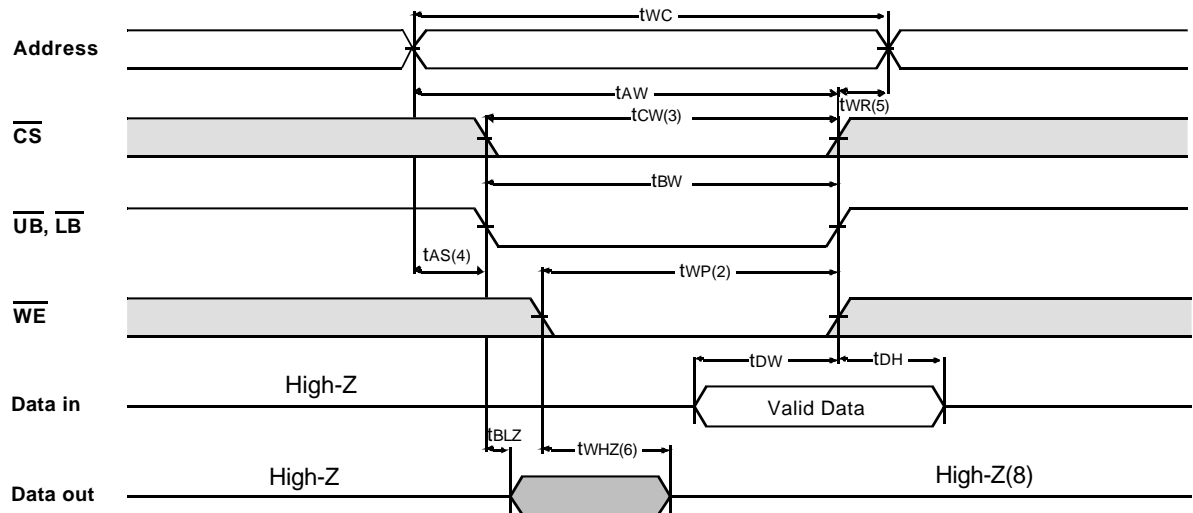 tWC
Address
tAW
tWR(5)
tCW(3)
CS
tBW
UB, LB
tAS(4)
tWP(2)
WE
tDW
tDH
High-Z
Data in
Valid Data
tBLZ
tWHZ(6)
High-Z
High-Z(8)
Data out